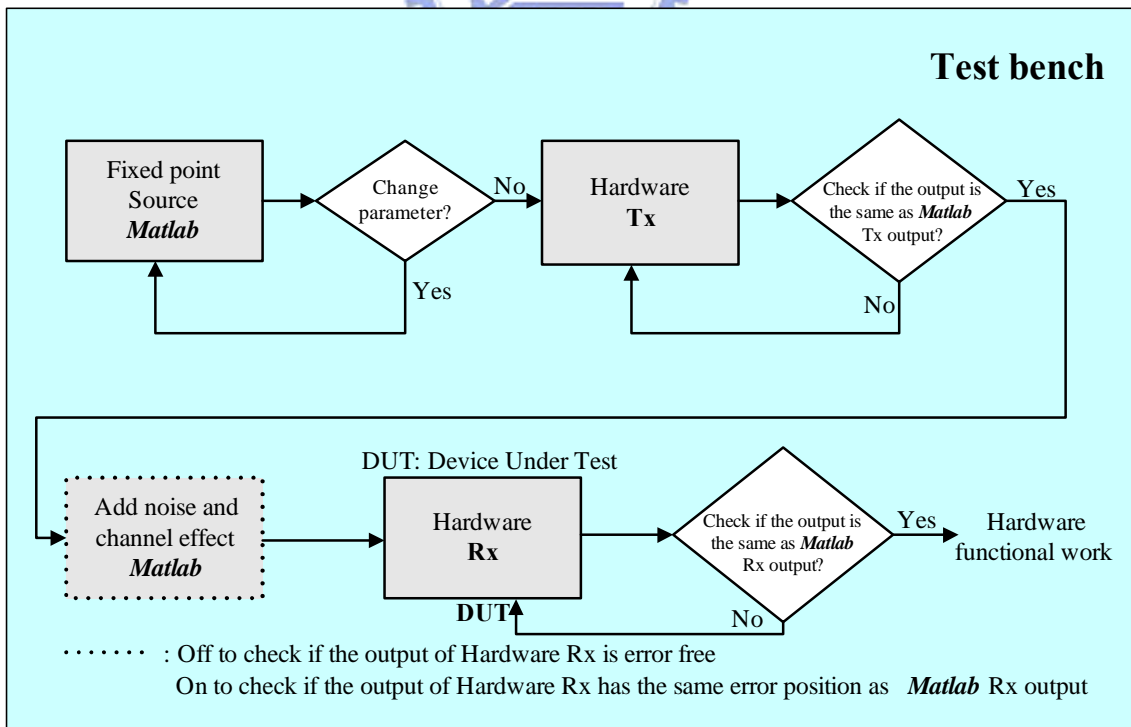 Test bench
Fixed point
Source
Matlab
Change
parameter?
No
Yes
Hardware
Tx
Check if the output is
the same as Matlab
Tx output?
Yes
No
Add noise and
channel effect
Matlab
DUT: Device Under Test
Hardware
Rx
DUT
Check if the output is
the same as Matlab
Rx output?
Yes
No
Hardware
functional work
: Off to check if the output of Hardware Rx is error free
On to check if the output of Hardware Rx has the same error position as Matlab Rx output